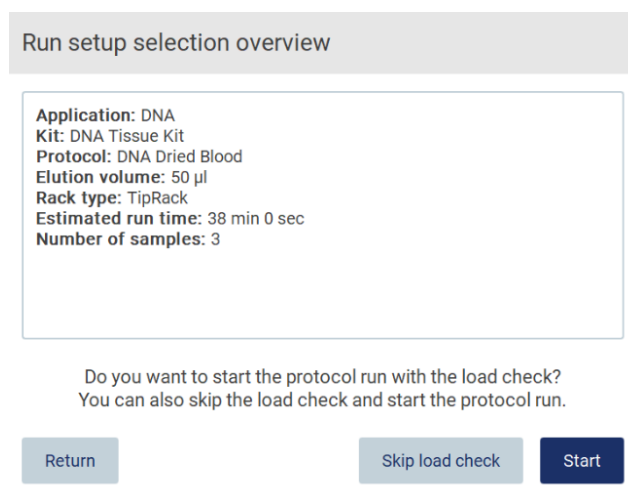 Run setup selection overview
Application: DNA
Kit: DNA Tissue Kit
Protocol: DNA Dried Blood
Elution volume: 50 µl
Rack type: TipRack
Estimated run time: 38 min 0 sec
Number of samples: 3
Do you want to start the protocol run with the load check?
You can also skip the load check and start the protocol run.
Return
Skip load check
Start